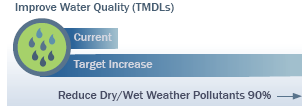 Improve Water Quality (TMDLs)
Current
Target Increase
Reduce Dry/Wet Weather Pollutants 90%